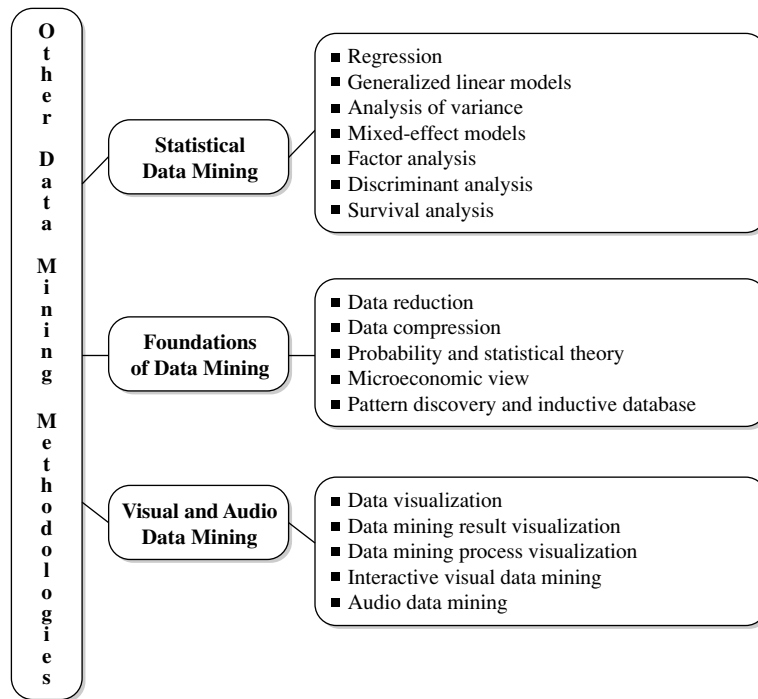 Other Data Mining Methodologies
Statistical
Data Mining
■ Regression
■ Generalized linear models
■ Analysis of variance
■ Mixed-effect models
■ Factor analysis
■ Discriminant analysis
■ Survival analysis
Foundations
of Data Mining
■ Data reduction
■ Data compression
■ Probability and statistical theory
■ Microeconomic view
■ Pattern discovery and inductive database
Visual and Audio
Data Mining
■ Data visualization
■ Data mining result visualization
■ Data mining process visualization
■ Interactive visual data mining
■ Audio data mining